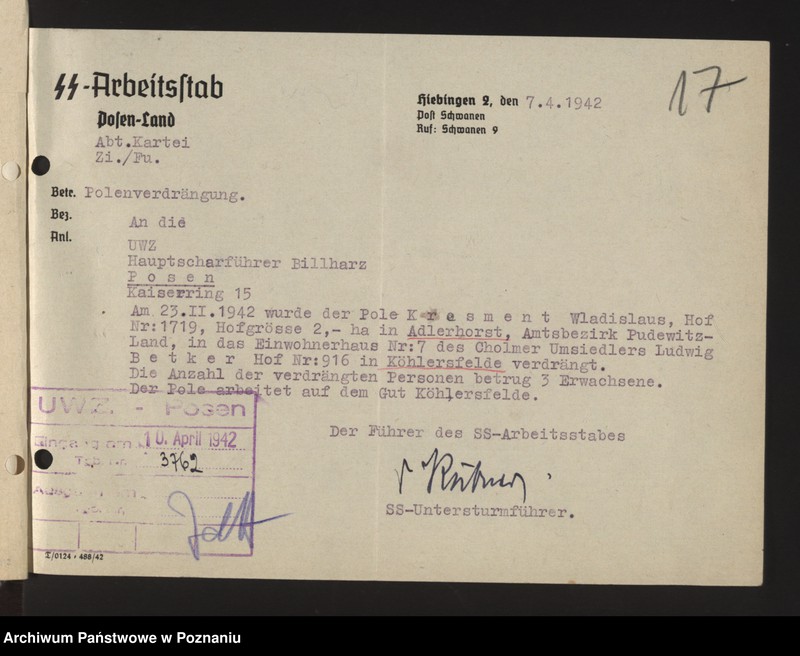 SS-Arbeitsstab
Posen-Land
Abt.Kartei
Zi./Fu.
Hiebingen 2, den 7.4.1942
Post Schwanen
Ruf: Schwanen 9
17
Betr. Polenverdrängung.
Bez.
Anl.
An die
UWZ
Hauptscharführer Billharz
P o s e n
Kaiserring 15
Am 23.II.1942 wurde der Pole K r e s m e n t Wladislaus, Hof
Nr:1719, Hofgrösse 2,- ha in Adlerhorst, Amtsbezirk Pudewitz-
Land, in das Einwohnerhaus Nr:7 des Cholmer Umsiedlers Ludwig
B e t k e r Hof Nr:916 in Köhlersfelde verdrängt.
Die Anzahl der verdrängten Personen betrug 3 Erwachsene.
Der Pole arbeitet auf dem Gut Köhlersfelde.
Der Führer des SS-Arbeitsstabes
SS-Untersturmführer.
UWZ. - Posen
Eingang am 10. April 1942
Tgb. Nr. 3762
I/0124 · 486/42
Archiwum Państwowe w Poznaniu